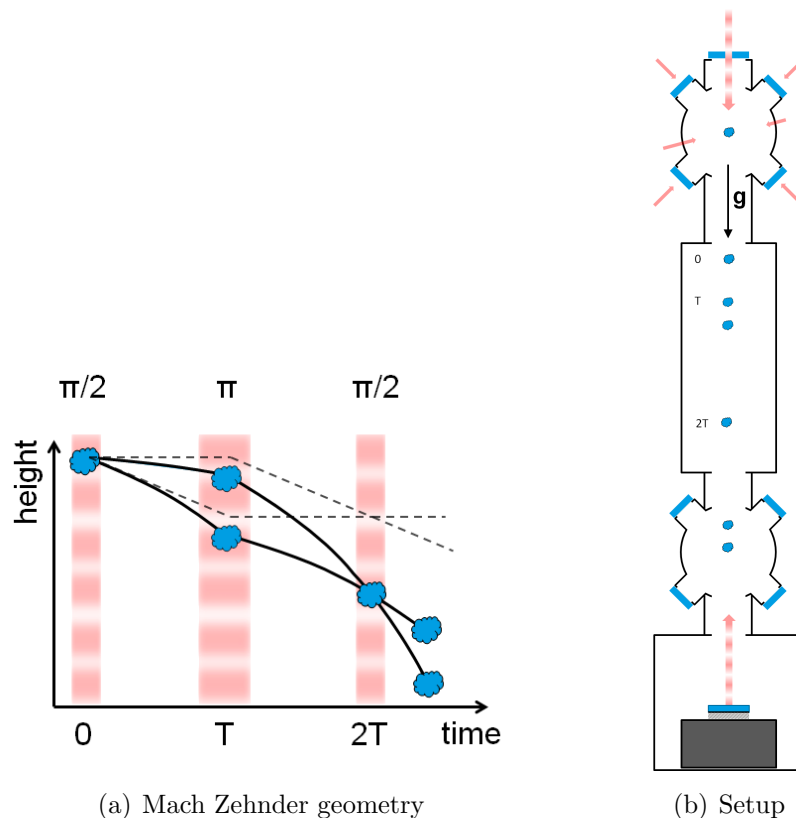 π/2 π π/2
height
0 T 2T time
(a) Mach Zehnder geometry
g
0
T
2T
(b) Setup